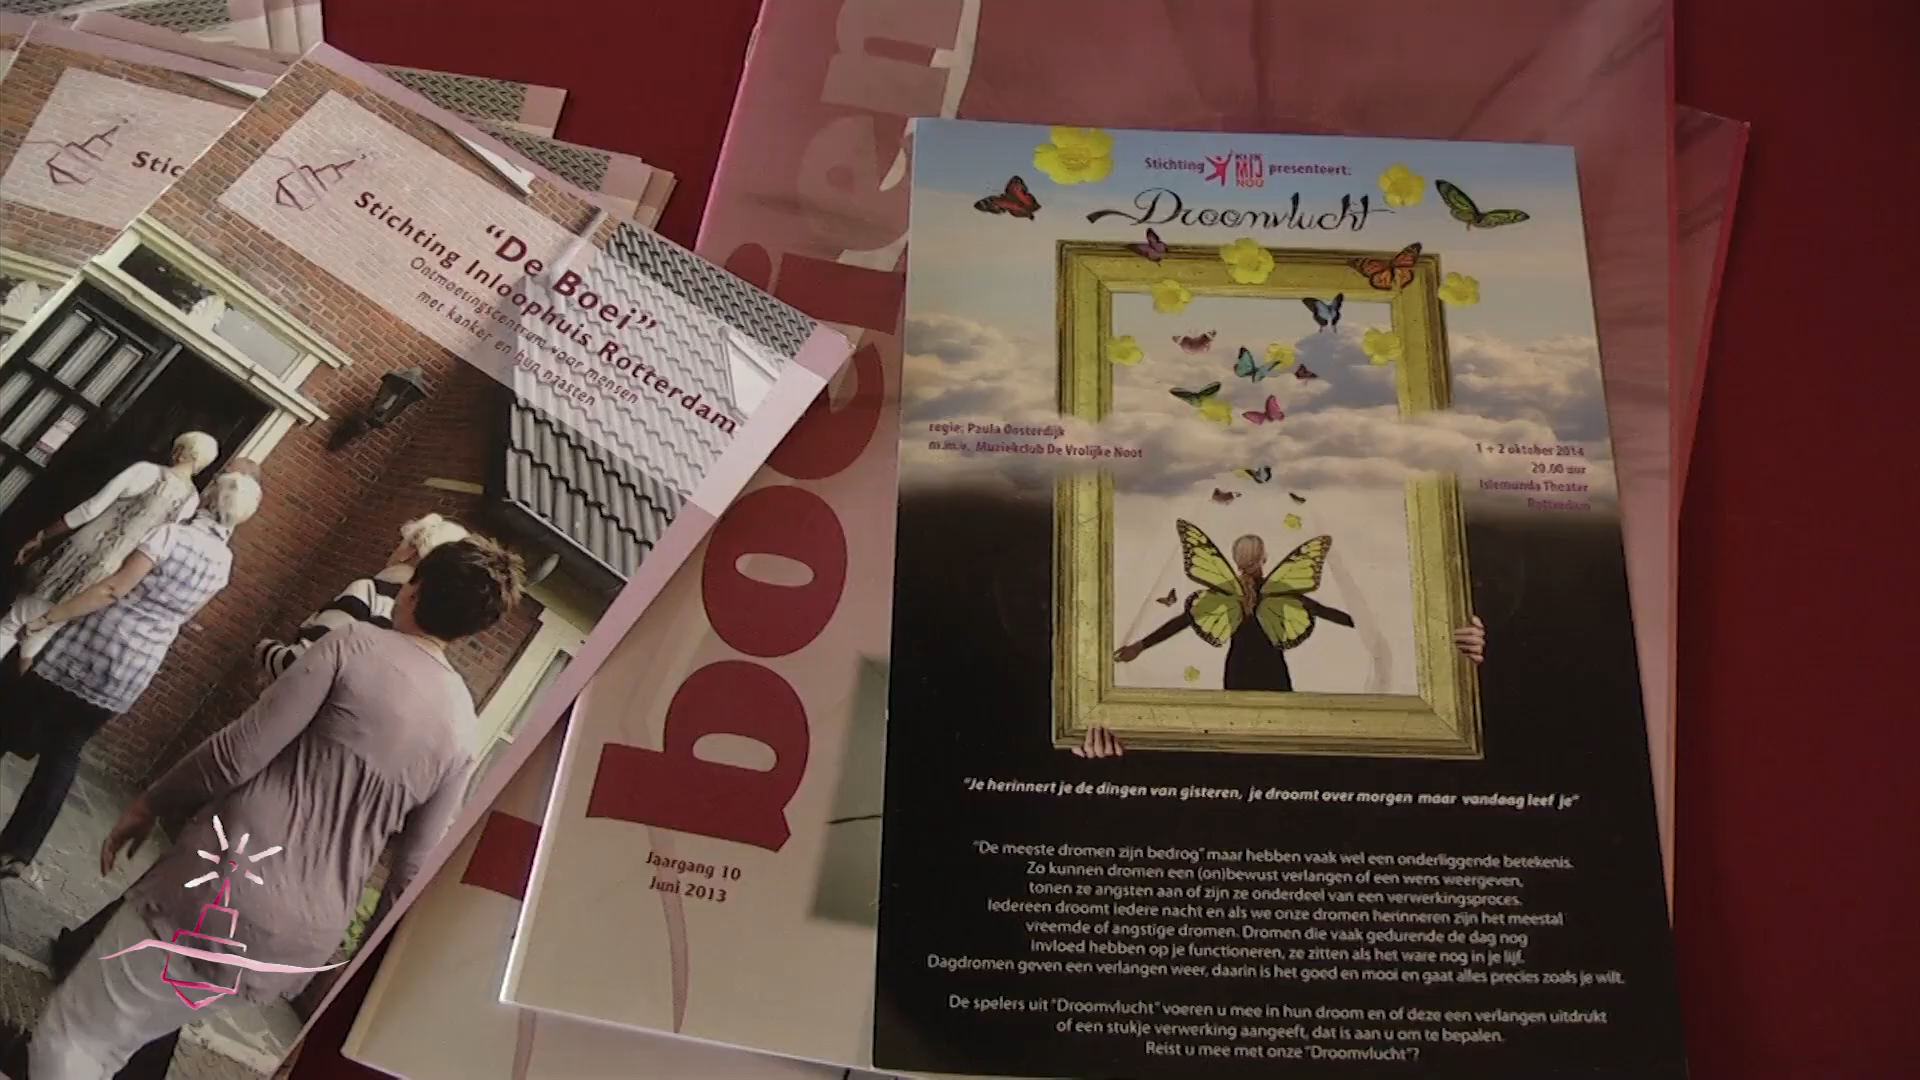 Stic
"De Boei"
Stichting Inloophuis Rotterdam
Ontmoetingscentrum voor mensen
met kanker en hun naasten
boeien
Jaargang 10
Juni 2013
Stichting KIJK MIJ NOU presenteert:
Droomvlucht
regie: Paula Oosterdijk
m.m.v. Muziekclub De Vrolijke Noot
1 + 2 oktober 2014
20.00 uur
Islemunda Theater
Rotterdam
"Je herinnert je de dingen van gisteren, je droomt over morgen maar vandaag leef je"
"De meeste dromen zijn bedrog" maar hebben vaak wel een onderliggende betekenis.
Zo kunnen dromen een (on)bewust verlangen of een wens weergeven,
tonen ze angsten aan of zijn ze onderdeel van een verwerkingsproces.
Iedereen droomt iedere nacht en als we onze dromen herinneren zijn het meestal
vreemde of angstige dromen. Dromen die vaak gedurende de dag nog
invloed hebben op je functioneren, ze zitten als het ware nog in je lijf.
Dagdromen geven een verlangen weer, daarin is het goed en mooi en gaat alles precies zoals je wilt.
De spelers uit "Droomvlucht" voeren u mee in hun droom en of deze een verlangen uitdrukt
of een stukje verwerking aangeeft, dat is aan u om te bepalen.
Reist u mee met onze "Droomvlucht"?